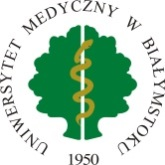 UNIWERSYTET MEDYCZNY W BIAŁYMSTOKU
1950